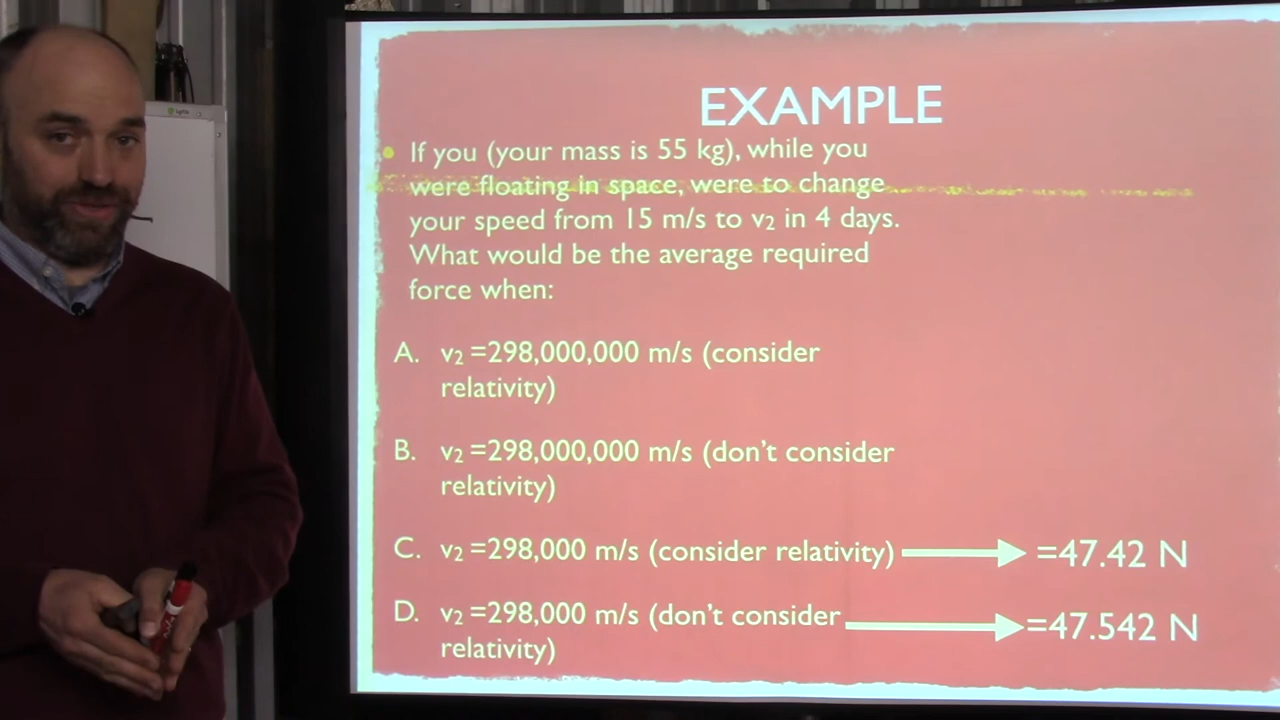 EXAMPLE
If you (your mass is 55 kg), while you
were floating in space, were to change
your speed from 15 m/s to v₂ in 4 days.
What would be the average required
force when:
A. v₂ =298,000,000 m/s (consider
relativity)
B. v₂ =298,000,000 m/s (don't consider
relativity)
C. v₂ =298,000 m/s (consider relativity) =47.42 N
D. v₂ =298,000 m/s (don't consider =47.542 N
relativity)